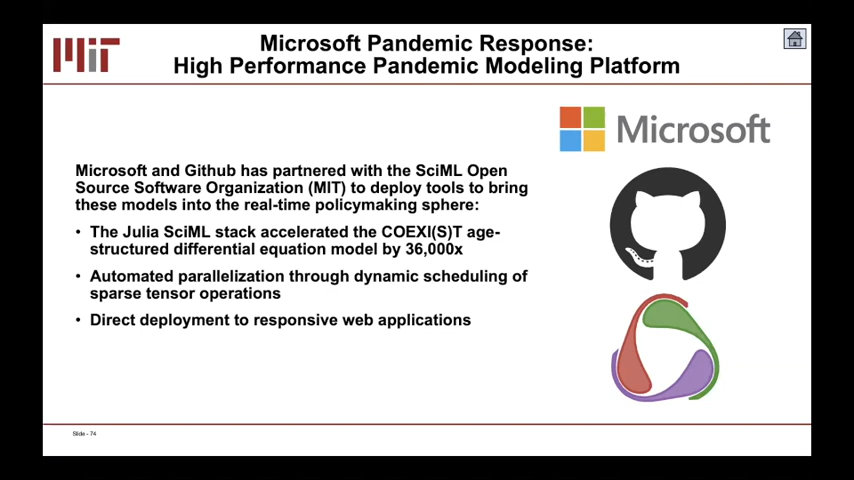 MIT
Microsoft Pandemic Response:
High Performance Pandemic Modeling Platform
Microsoft
Microsoft and Github has partnered with the SciML Open
Source Software Organization (MIT) to deploy tools to bring
these models into the real-time policymaking sphere:
• The Julia SciML stack accelerated the COEXI(S)T age-
structured differential equation model by 36,000x
• Automated parallelization through dynamic scheduling of
sparse tensor operations
• Direct deployment to responsive web applications
Slide - 74